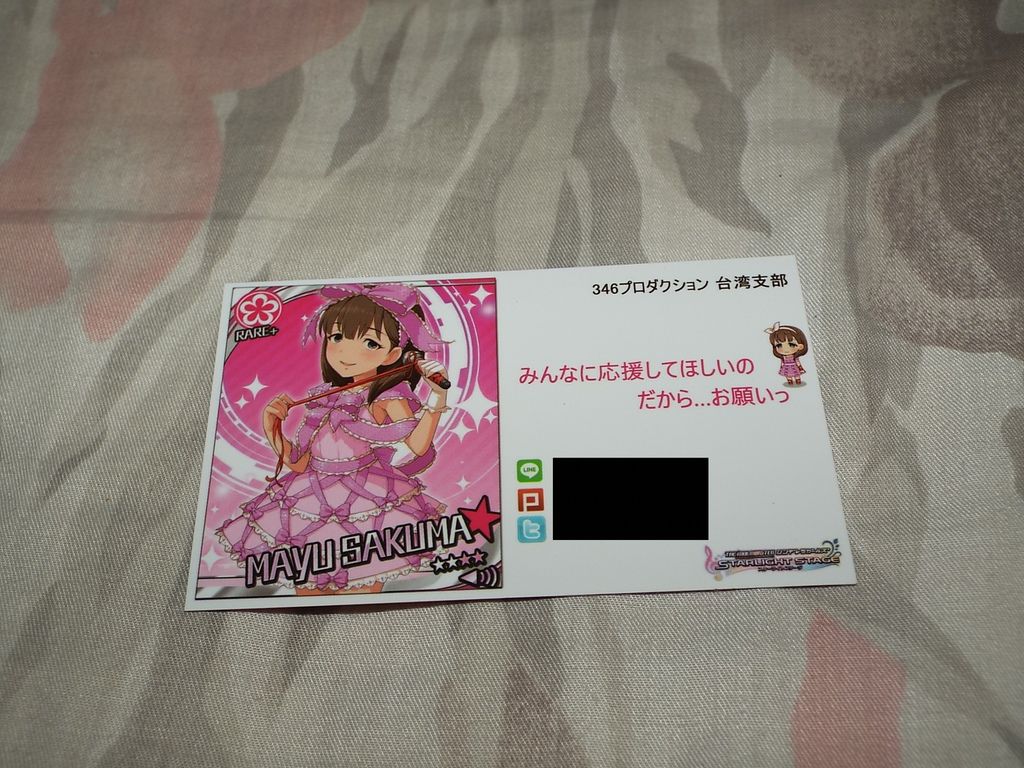 RARE+
MAYU SAKUMA
346プロダクション 台湾支部
みんなに応援してほしいの
だから...お願いっ
LINE
STARLIGHT STAGE